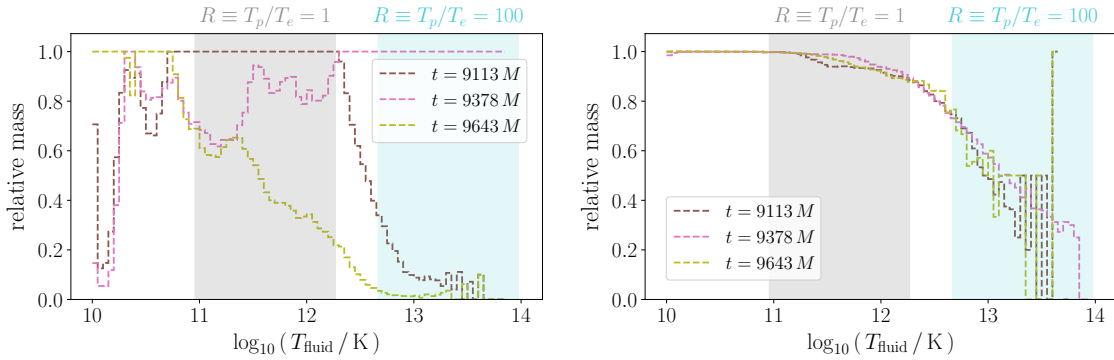 R ≡ T_p/T_e = 1
R ≡ T_p/T_e = 100
relative mass
1.0
0.8
0.6
0.4
0.2
0.0
t = 9113 M
t = 9378 M
t = 9643 M
10 11 12 13 14
log₁₀ ( T_fluid / K )
R ≡ T_p/T_e = 1
R ≡ T_p/T_e = 100
relative mass
1.0
0.8
0.6
0.4
0.2
0.0
t = 9113 M
t = 9378 M
t = 9643 M
10 11 12 13 14
log₁₀ ( T_fluid / K )